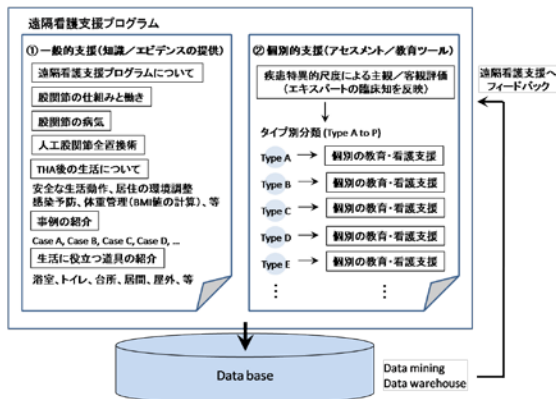 遠隔看護支援プログラム
① 一般的支援(知識/エビデンスの提供)
遠隔看護支援プログラムについて
股関節の仕組みと働き
股関節の病気
人工股関節全置換術
THA後の生活について
安全な生活動作、居住の環境調整
感染予防、体重管理(BMI値の計算)、等
事例の紹介
Case A, Case B, Case C, Case D, ...
生活に役立つ道具の紹介
浴室、トイレ、台所、居間、屋外、等
② 個別的支援(アセスメント/教育ツール)
疾患特異的尺度による主観/客観評価
(エキスパートの臨床知を反映)
タイプ別分類 (Type A to P)
Type A 個別の教育・看護支援
Type B 個別の教育・看護支援
Type C 個別の教育・看護支援
Type D 個別の教育・看護支援
Type E 個別の教育・看護支援
⋮ ⋮
遠隔看護支援へ
フィードバック
Data base
Data mining
Data warehouse